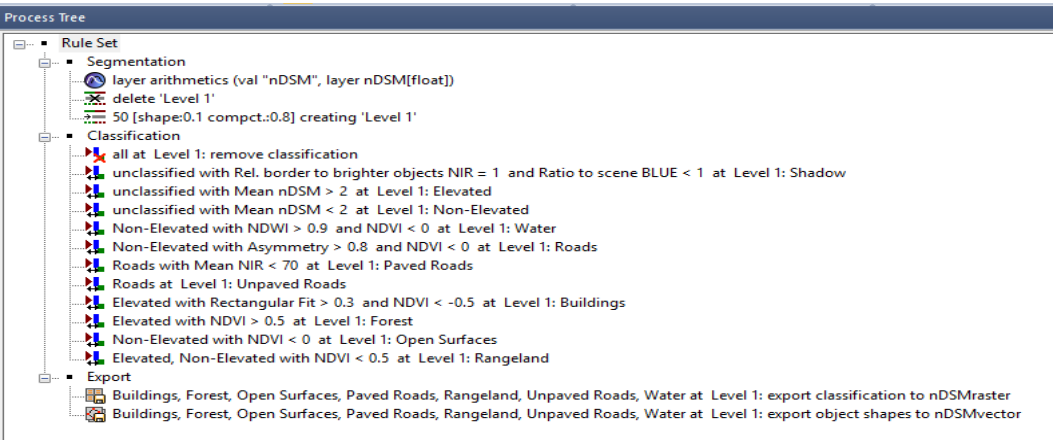 Process Tree
Rule Set
Segmentation
layer arithmetics (val "nDSM", layer nDSM[float])
delete 'Level 1'
50 [shape:0.1 compct.:0.8] creating 'Level 1'
Classification
all at Level 1: remove classification
unclassified with Rel. border to brighter objects NIR = 1 and Ratio to scene BLUE < 1 at Level 1: Shadow
unclassified with Mean nDSM > 2 at Level 1: Elevated
unclassified with Mean nDSM < 2 at Level 1: Non-Elevated
Non-Elevated with NDWI > 0.9 and NDVI < 0 at Level 1: Water
Non-Elevated with Asymmetry > 0.8 and NDVI < 0 at Level 1: Roads
Roads with Mean NIR < 70 at Level 1: Paved Roads
Roads at Level 1: Unpaved Roads
Elevated with Rectangular Fit > 0.3 and NDVI < -0.5 at Level 1: Buildings
Elevated with NDVI > 0.5 at Level 1: Forest
Non-Elevated with NDVI < 0 at Level 1: Open Surfaces
Elevated, Non-Elevated with NDVI < 0.5 at Level 1: Rangeland
Export
Buildings, Forest, Open Surfaces, Paved Roads, Rangeland, Unpaved Roads, Water at Level 1: export classification to nDSMraster
Buildings, Forest, Open Surfaces, Paved Roads, Rangeland, Unpaved Roads, Water at Level 1: export object shapes to nDSMvector